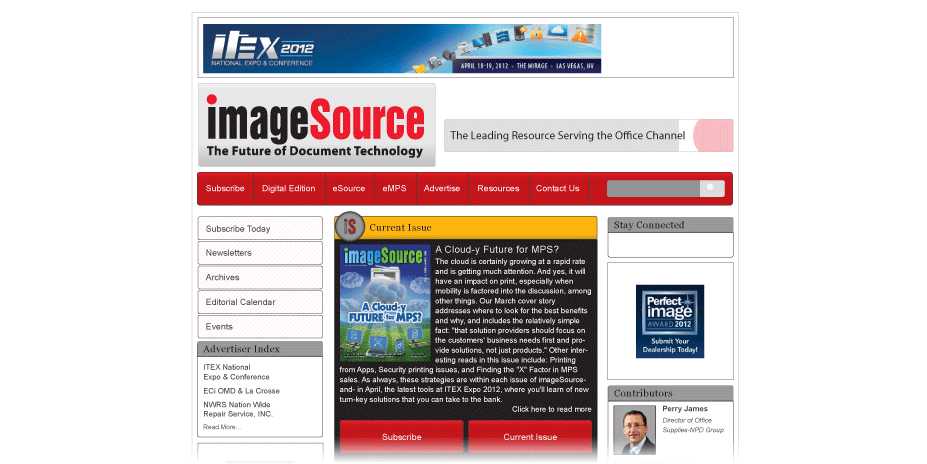 iTEX 2012
NATIONAL EXPO & CONFERENCE
APRIL 18-19, 2012 - THE MIRAGE - LAS VEGAS, NV
imageSource
The Future of Document Technology
The Leading Resource Serving the Office Channel
Subscribe
Digital Edition
eSource
eMPS
Advertise
Resources
Contact Us
Subscribe Today
Newsletters
Archives
Editorial Calendar
Events
Advertiser Index
ITEX National
Expo & Conference
ECi OMD & La Crosse
NWRS Nation Wide
Repair Service, INC.
Read More...
iS
Current Issue
imageSource
A Cloud-y
FUTURE for MPS?
A Cloud-y Future for MPS?
The cloud is certainly growing at a rapid rate
and is getting much attention. And yes, it will
have an impact on print, especially when
mobility is factored into the discussion, among
other things. Our March cover story
addresses where to look for the best benefits
and why, and includes the relatively simple
fact: "that solution providers should focus on
the customers' business needs first and pro-
vide solutions, not just products." Other inter-
esting reads in this issue include: Printing
from Apps, Security printing issues, and Finding the "X" Factor in MPS
sales. As always, these strategies are within each issue of imageSource-
and- in April, the latest tools at ITEX Expo 2012, where you'll learn of new
turn-key solutions that you can take to the bank.
Click here to read more
Subscribe
Current Issue
Stay Connected
Perfect
image
AWARD 2012
Submit Your
Dealership Today!
Contributors
Perry James
Director of Office
Supplies-NPD Group